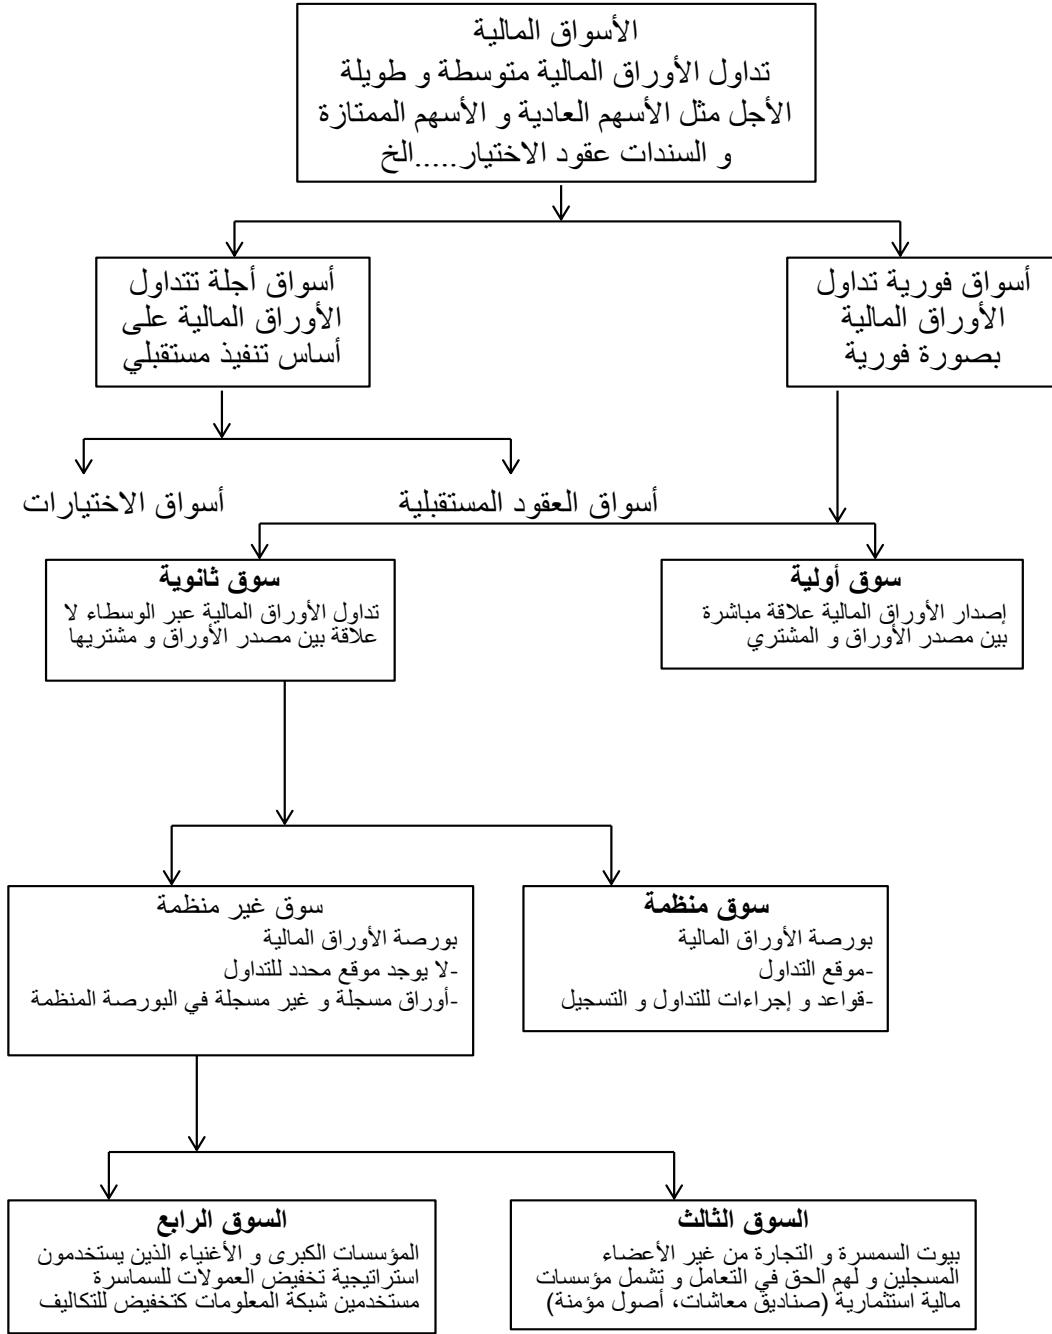 الأسواق المالية
تداول الأوراق المالية متوسطة و طويلة
الأجل مثل الأسهم العادية و الأسهم الممتازة
و السندات عقود الاختيار.....الخ
أسواق فورية تداول
الأوراق المالية
بصورة فورية
أسواق أجلة تتداول
الأوراق المالية على
أساس تنفيذ مستقبلي
أسواق العقود المستقبلية
أسواق الاختيارات
سوق أولية
إصدار الأوراق المالية علاقة مباشرة
بين مصدر الأوراق و المشتري
سوق ثانوية
تداول الأوراق المالية عبر الوسطاء لا
علاقة بين مصدر الأوراق و مشتريها
سوق منظمة
بورصة الأوراق المالية
-موقع التداول
-قواعد و إجراءات للتداول و التسجيل
سوق غير منظمة
بورصة الأوراق المالية
-لا يوجد موقع محدد للتداول
-أوراق مسجلة و غير مسجلة في البورصة المنظمة
السوق الثالث
بيوت السمسرة و التجارة من غير الأعضاء
المسجلين و لهم الحق في التعامل و تشمل مؤسسات
مالية استثمارية (صناديق معاشات، أصول مؤمنة)
السوق الرابع
المؤسسات الكبرى و الأغنياء الذين يستخدمون
استراتيجية تخفيض العمولات للسماسرة
مستخدمين شبكة المعلومات كتخفيض للتكاليف